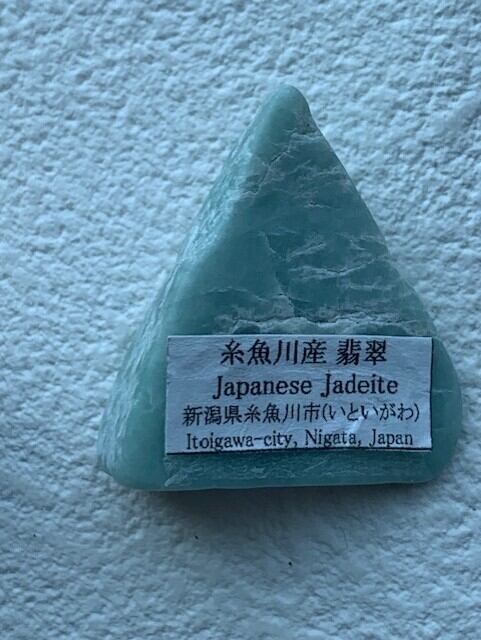 糸魚川産 翡翠
Japanese Jadeite
新潟県糸魚川市(いといがわ)
Itoigawa-city, Nigata, Japan